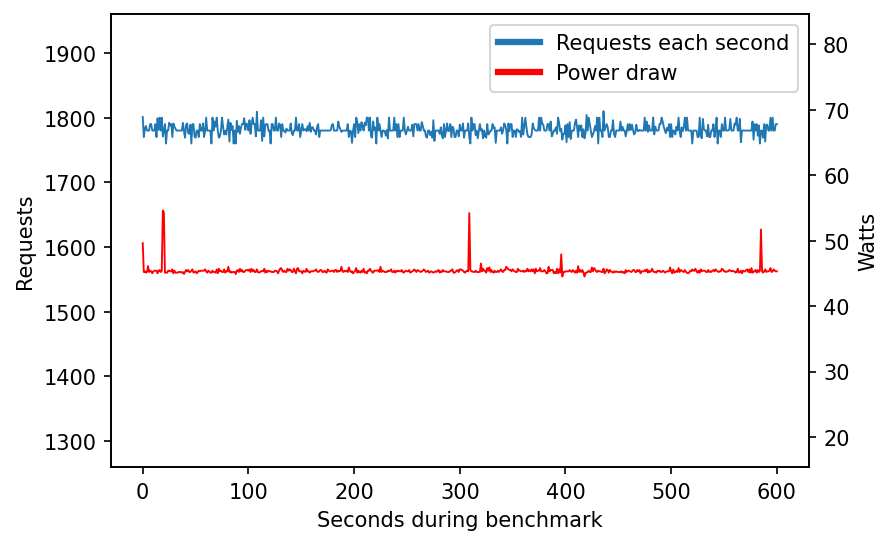 Requests each second
Power draw
1900
1800
1700
1600
1500
1400
1300
Requests
80
70
60
50
40
30
20
Watts
0 100 200 300 400 500 600
Seconds during benchmark